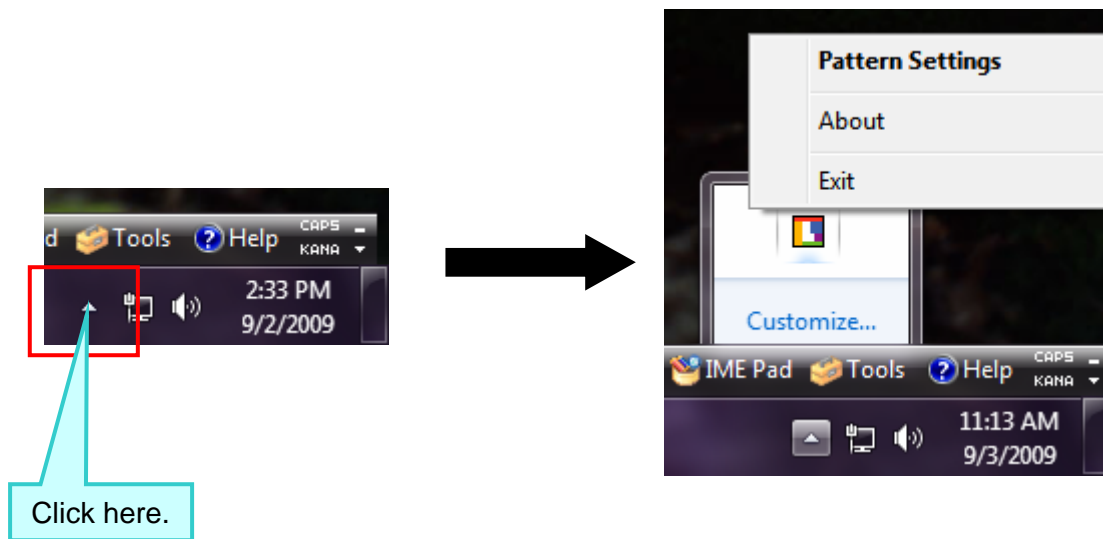 d Tools Help CAPS
KANA
2:33 PM
9/2/2009
Click here.
Pattern Settings
About
Exit
Customize...
IME Pad Tools Help CAPS
KANA
11:13 AM
9/3/2009